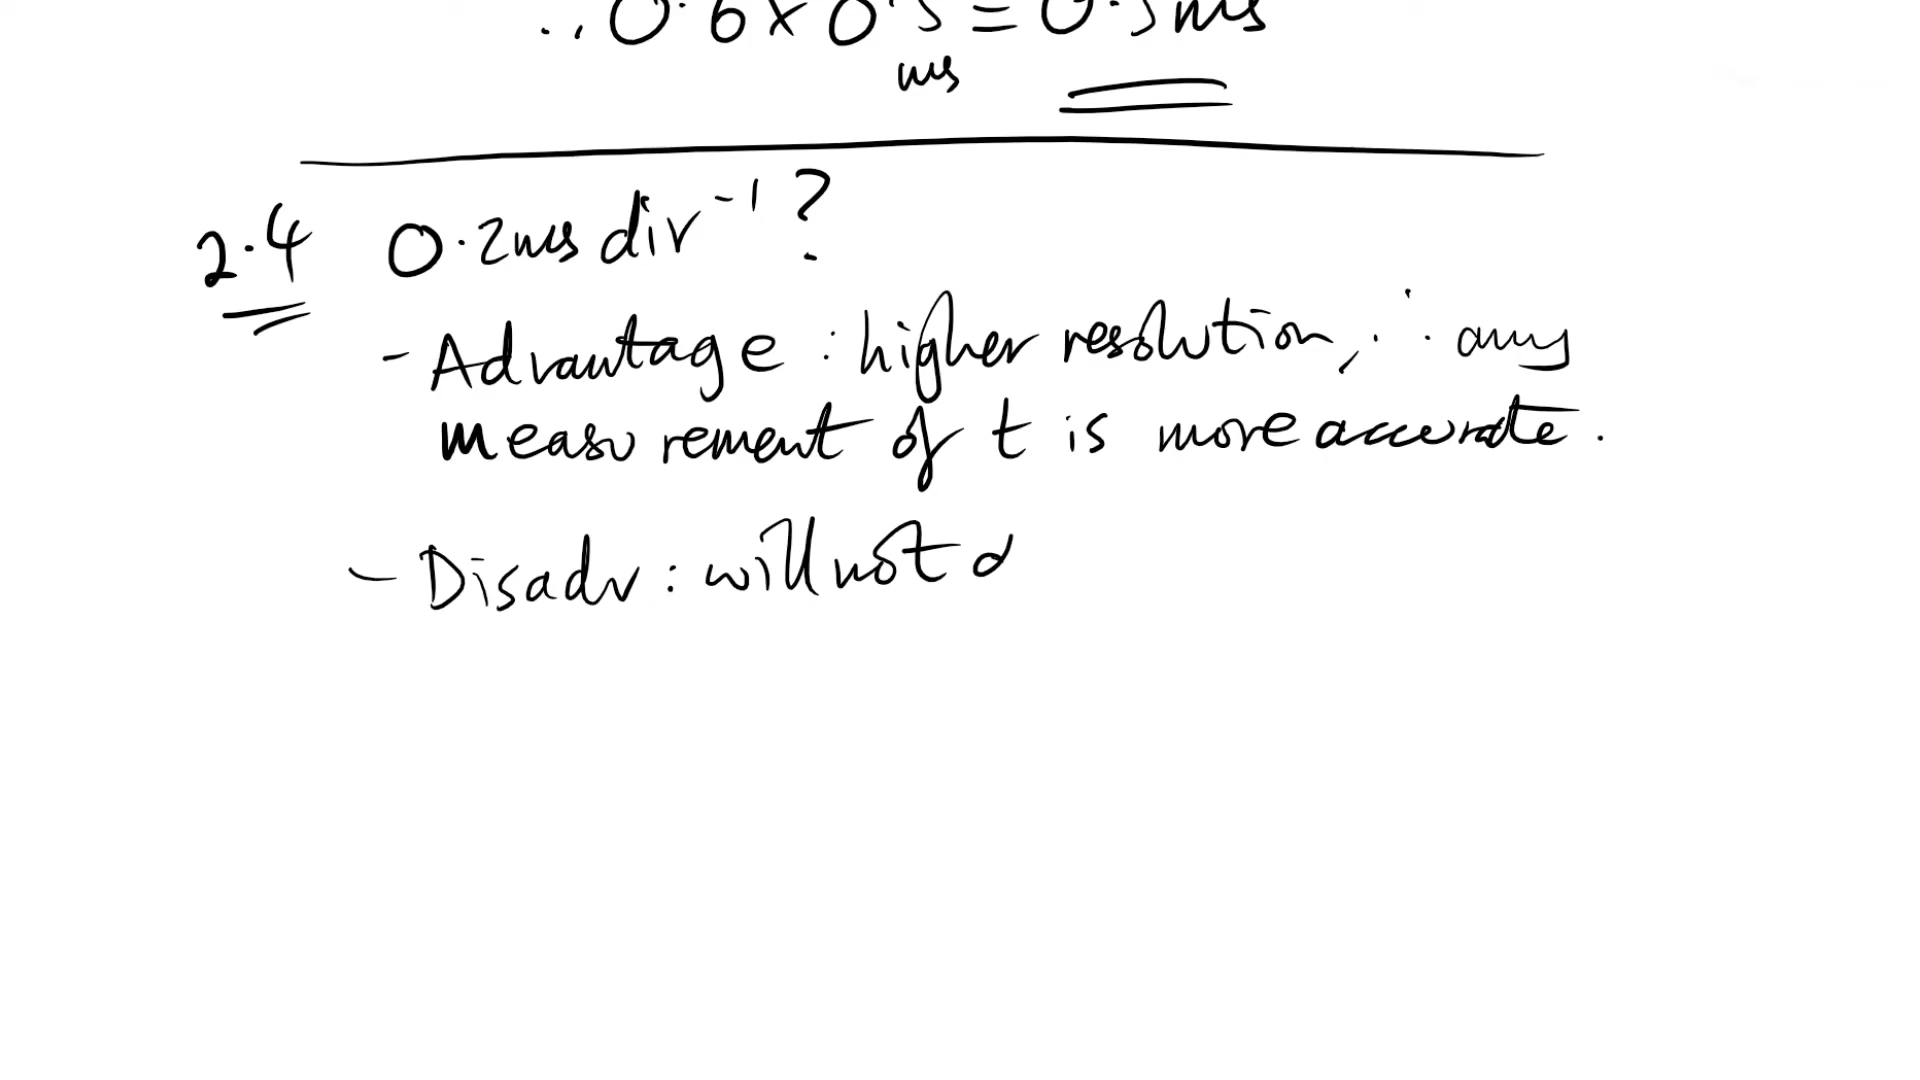 ∴ 0.6 x 0.5 = 0.3ms
ms
2.4 0.2ms div⁻¹ ?
- Advantage : higher resolution, ∴ any
measurement of t is more accurate.
- Disadv : will not d